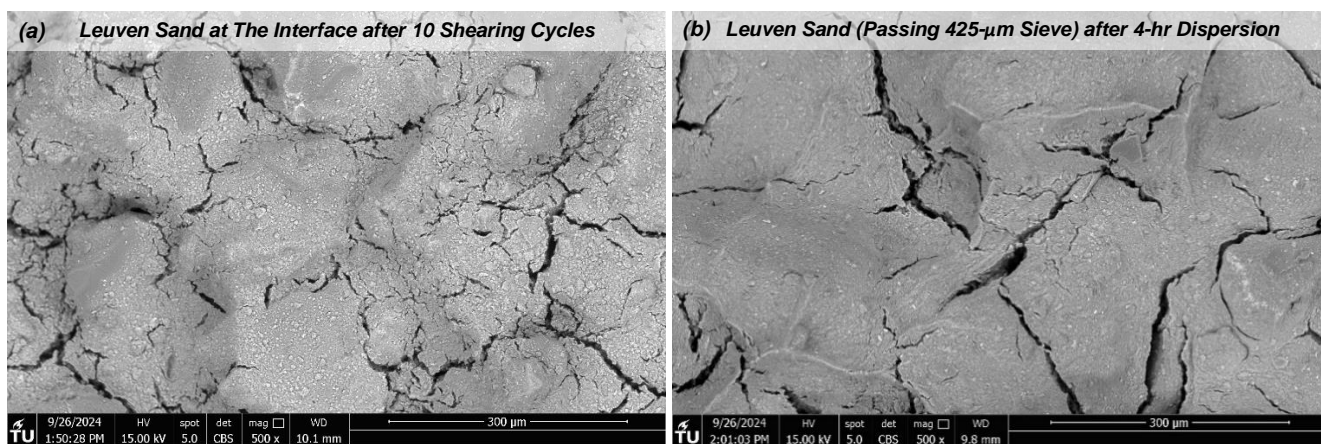 (a) Leuven Sand at The Interface after 10 Shearing Cycles
(b) Leuven Sand (Passing 425-μm Sieve) after 4-hr Dispersion
TU
9/26/2024 HV spot det mag WD 300 μm
1:50:28 PM 15.00 kV 5.0 CBS 500 x 10.1 mm
TU
9/26/2024 HV spot det mag WD 300 μm
2:01:03 PM 15.00 kV 5.0 CBS 500 x 9.8 mm